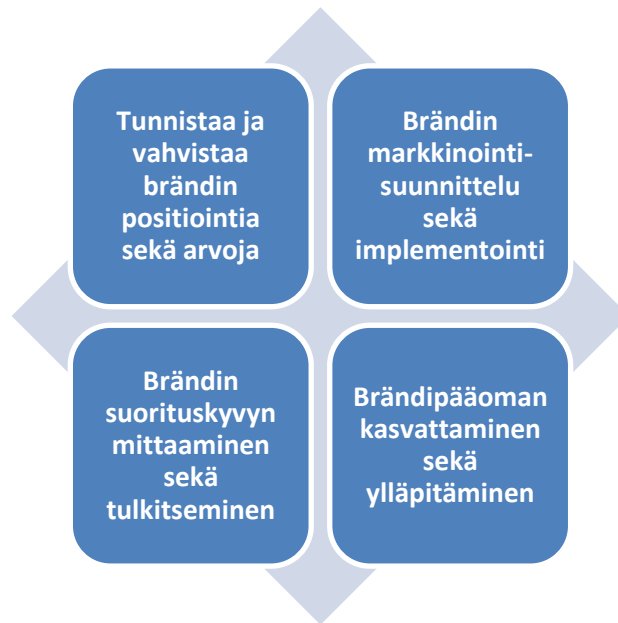 Tunnistaa ja
vahvistaa
brändin
positiointia
sekä arvoja
Brändin
markkinointi-
suunnittelu
sekä
implementointi
Brändin
suorituskyvyn
mittaaminen
sekä
tulkitseminen
Brändipääoman
kasvattaminen
sekä
ylläpitäminen